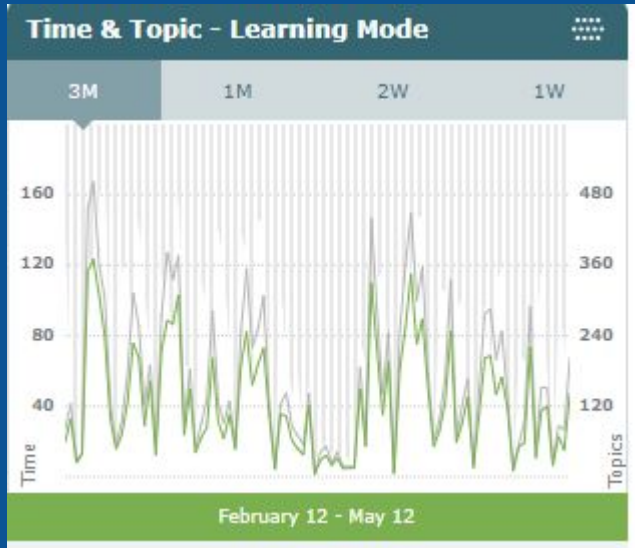 Time & Topic - Learning Mode
3M 1M 2W 1W
160 480
120 360
80 240
40 120
Time Topics
February 12 - May 12